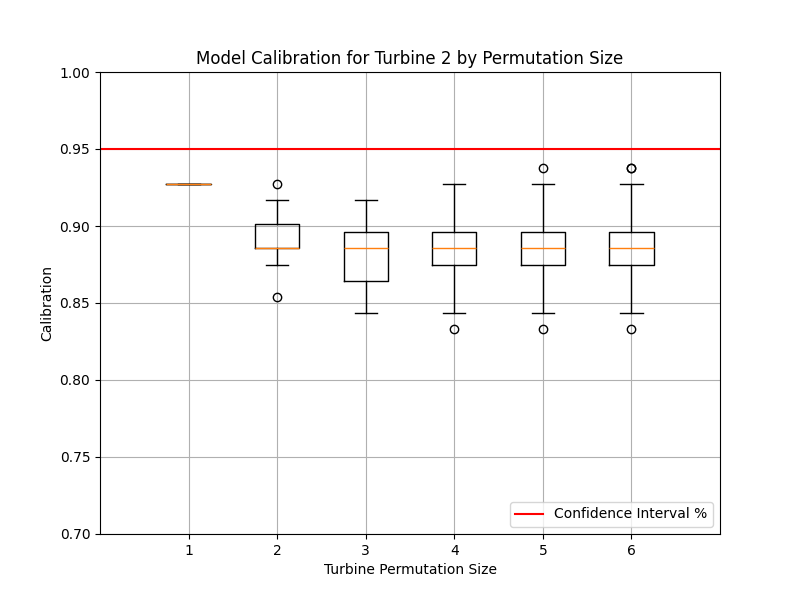 Model Calibration for Turbine 2 by Permutation Size
1.00
0.95
0.90
0.85
0.80
0.75
0.70
Calibration
Confidence Interval %
1 2 3 4 5 6
Turbine Permutation Size